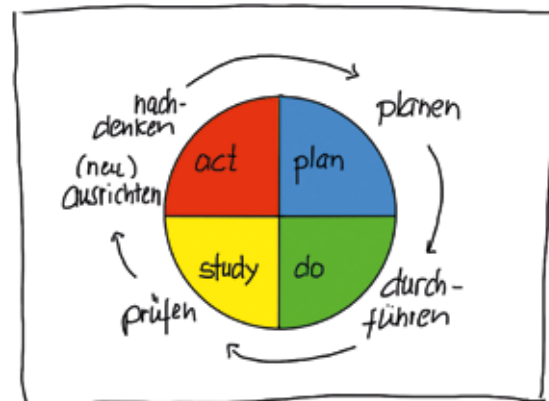 nach-
denken
(neu)
ausrichten
planen
act
plan
study
do
prüfen
durch-
führen